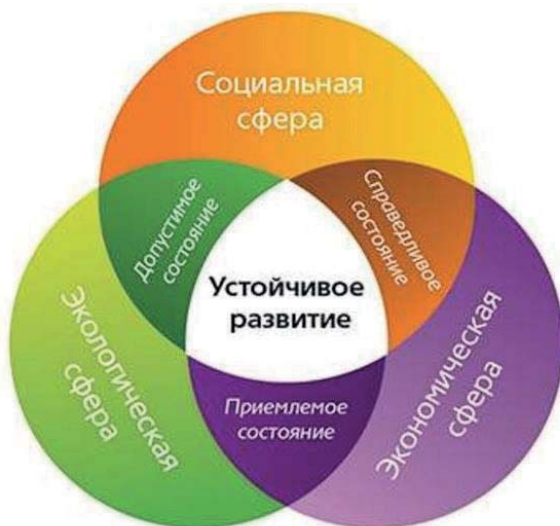 Социальная
сфера
Допустимое
состояние
Справедливое
состояние
Устойчивое
развитие
Экологическая
сфера
Приемлемое
состояние
Экономическая
сфера